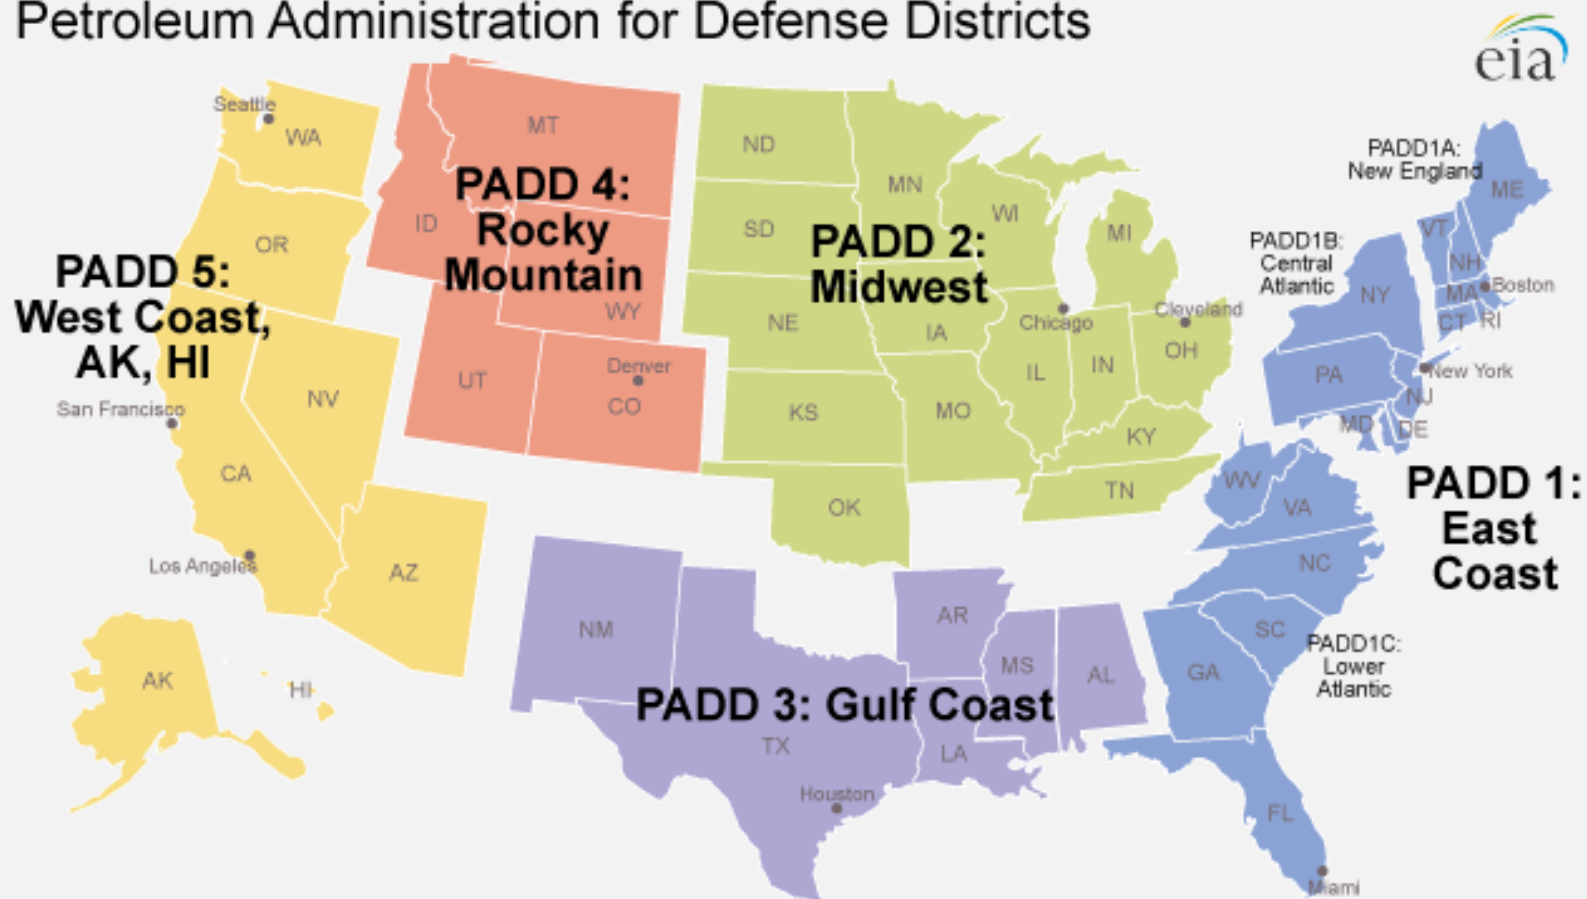 Petroleum Administration for Defense Districts
eia
Seattle
WA
OR
PADD 5:
West Coast,
AK, HI
San Francisco
NV
CA
Los Angeles
AZ
AK
HI
MT
PADD 4:
Rocky
Mountain
ID
WY
UT
Denver
CO
ND
MN
SD
WI
MI
PADD 2:
Midwest
NE
IA
Chicago
Cleveland
IL
IN
OH
KS
MO
KY
OK
TN
NM
AR
MS
AL
PADD 3: Gulf Coast
TX
LA
Houston
PADD1A:
New England
ME
VT
NH
MA
Boston
CT
RI
PADD1B:
Central
Atlantic
NY
PA
New York
NJ
MD
DE
PADD 1:
East
Coast
WV
VA
NC
SC
GA
PADD1C:
Lower
Atlantic
FL
Miami